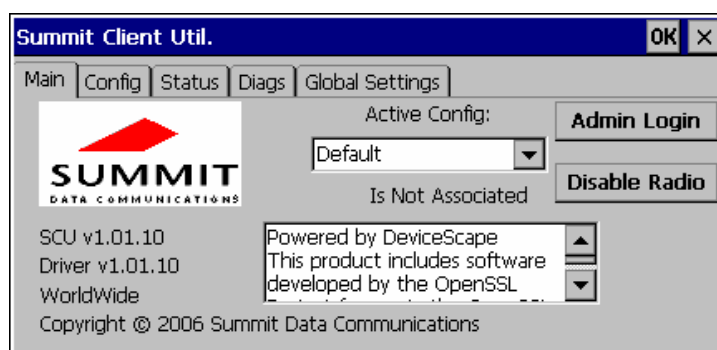 Summit Client Util. OK ×
Main Config Status Diags Global Settings
Active Config:
Admin Login
Default
SUMMIT
DATA COMMUNICATIONS
Is Not Associated
Disable Radio
SCU v1.01.10
Driver v1.01.10
WorldWide
Powered by DeviceScape
This product includes software
developed by the OpenSSL
Copyright © 2006 Summit Data Communications